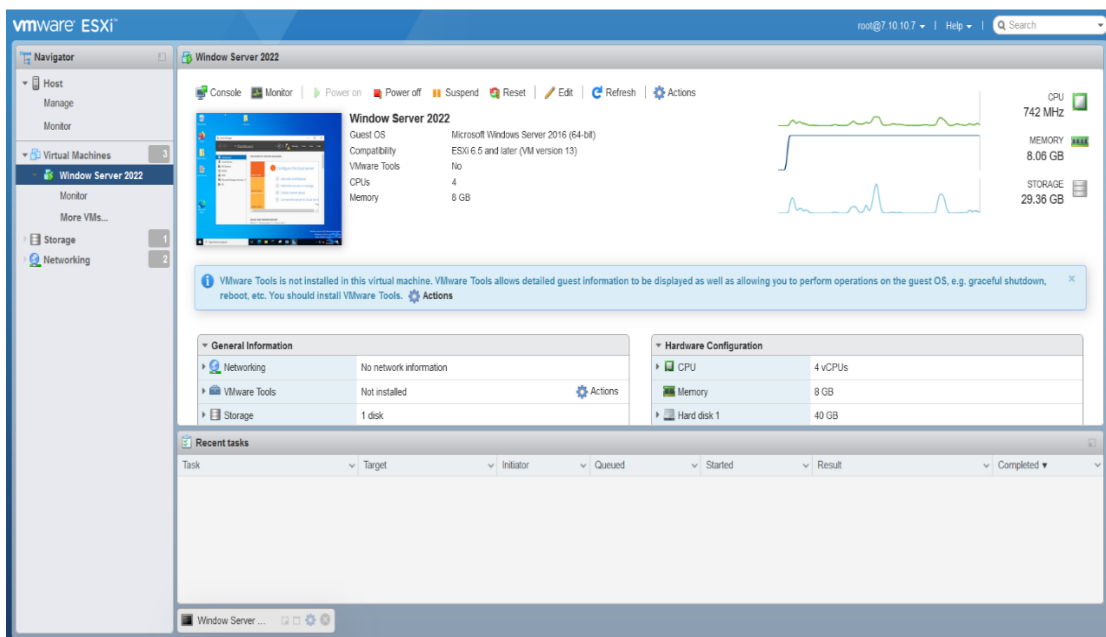 vmware ESXi™
root@7.10.10.7 | Help | Search
Navigator
Host
Manage
Monitor
Virtual Machines 3
Window Server 2022
Monitor
More VMs...
Storage 1
Networking 2
Window Server 2022
Console Monitor Power on Power off Suspend Reset Edit Refresh Actions
Window Server 2022
Guest OS Microsoft Windows Server 2016 (64-bit)
Compatibility ESXi 6.5 and later (VM version 13)
VMware Tools No
CPUs 4
Memory 8 GB
CPU
742 MHz
MEMORY
8.06 GB
STORAGE
29.36 GB
VMware Tools is not installed in this virtual machine. VMware Tools allows detailed guest information to be displayed as well as allowing you to perform operations on the guest OS, e.g. graceful shutdown,
reboot, etc. You should install VMware Tools. Actions
General Information
Networking No network information
VMware Tools Not installed Actions
Storage 1 disk
Hardware Configuration
CPU 4 vCPUs
Memory 8 GB
Hard disk 1 40 GB
Recent tasks
Task Target Initiator Queued Started Result Completed
Window Server ...